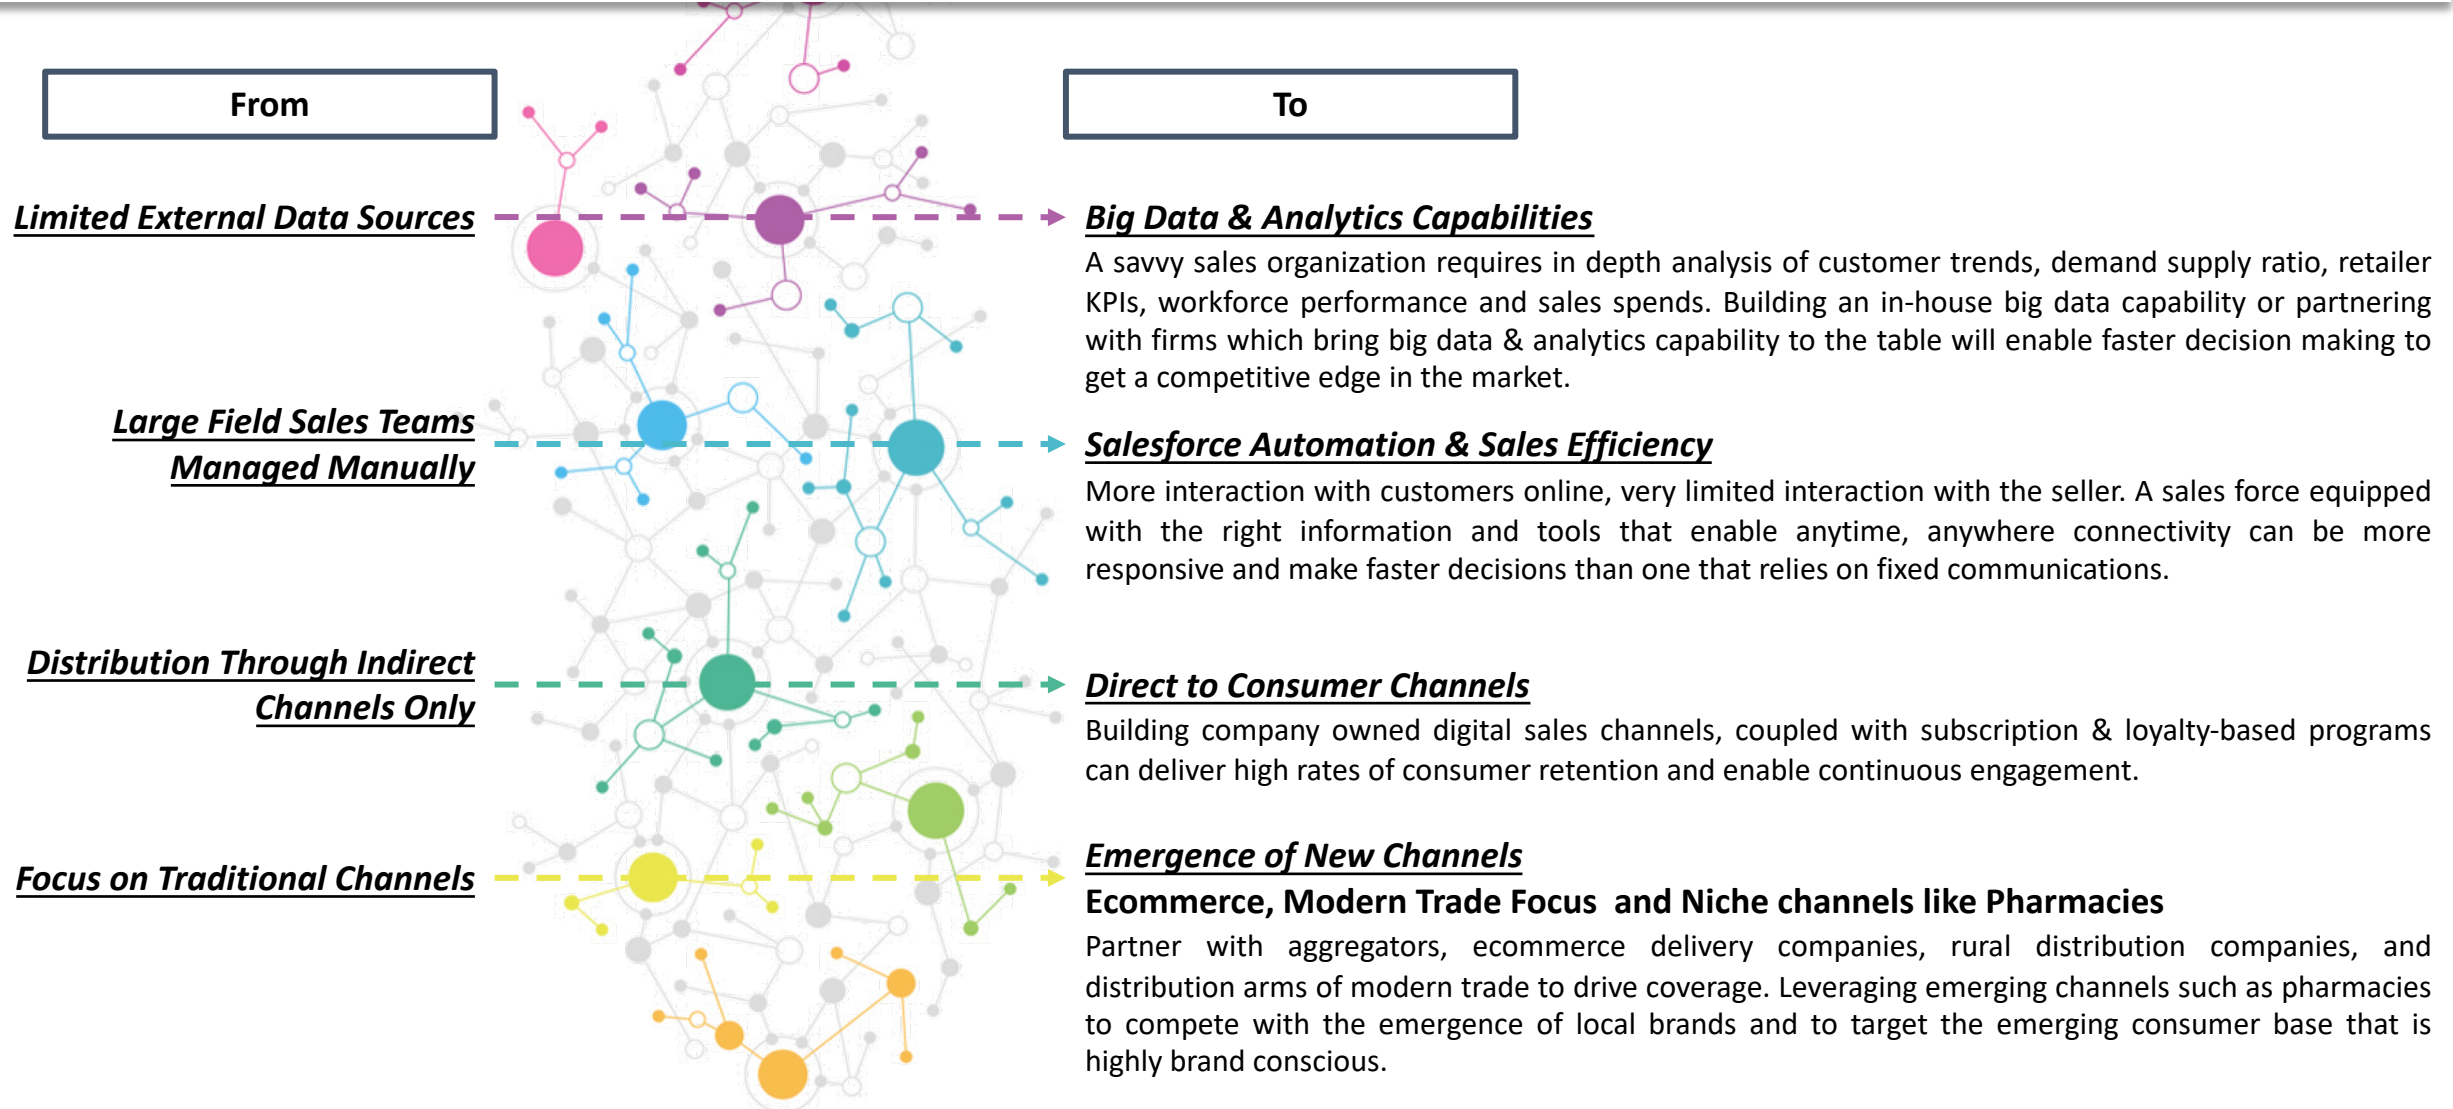 From
To
Limited External Data Sources
Big Data & Analytics Capabilities
A savvy sales organization requires in depth analysis of customer trends, demand supply ratio, retailer
KPIs, workforce performance and sales spends. Building an in-house big data capability or partnering
with firms which bring big data & analytics capability to the table will enable faster decision making to
get a competitive edge in the market.
Large Field Sales Teams
Managed Manually
Salesforce Automation & Sales Efficiency
More interaction with customers online, very limited interaction with the seller. A sales force equipped
with the right information and tools that enable anytime, anywhere connectivity can be more
responsive and make faster decisions than one that relies on fixed communications.
Distribution Through Indirect
Channels Only
Direct to Consumer Channels
Building company owned digital sales channels, coupled with subscription & loyalty-based programs
can deliver high rates of consumer retention and enable continuous engagement.
Focus on Traditional Channels
Emergence of New Channels
Ecommerce, Modern Trade Focus  and Niche channels like Pharmacies
Partner with aggregators, ecommerce delivery companies, rural distribution companies, and
distribution arms of modern trade to drive coverage. Leveraging emerging channels such as pharmacies
to compete with the emergence of local brands and to target the emerging consumer base that is
highly brand conscious.